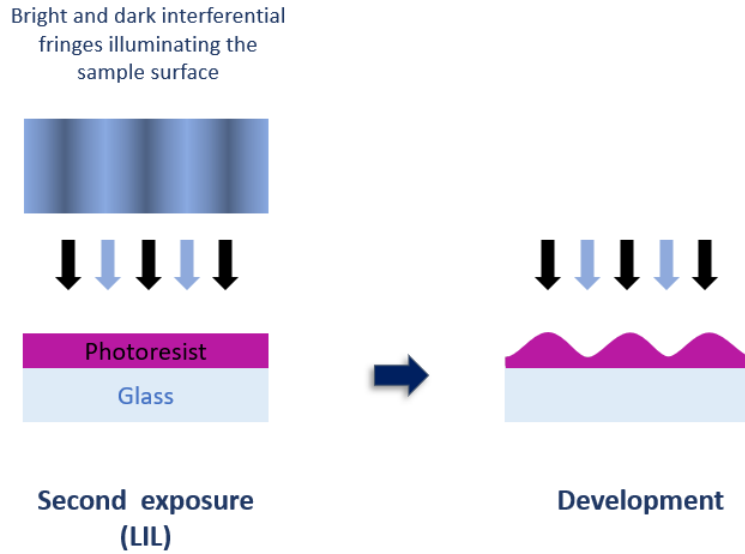 Bright and dark interferential
fringes illuminating the
sample surface
Photoresist
Glass
Second exposure
(LIL)
Development